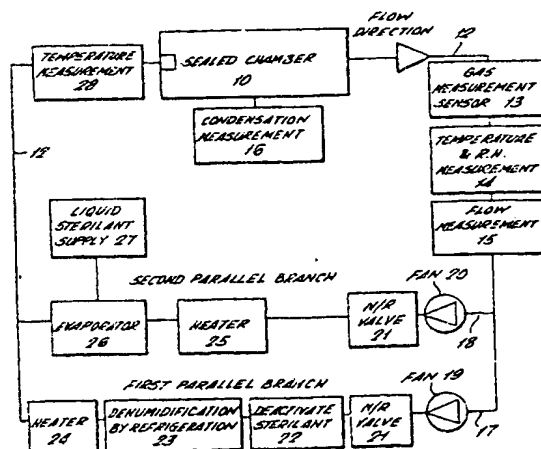 FLOW
DIRECTION
12
TEMPERATURE
MEASUREMENT
28
SEALED CHAMBER
10
GAS
MEASUREMENT
SENSOR 13
CONDENSATION
MEASUREMENT
16
TEMPERATURE
& R.H.
MEASUREMENT
14
12
FLOW
MEASUREMENT
15
LIQUID
STERILANT
SUPPLY 27
SECOND PARALLEL BRANCH
FAN 20
EVAPORATOR
26
HEATER
25
N/R
VALVE
21
18
FIRST PARALLEL BRANCH
FAN 19
HEATER
24
DENUMIDIFICATION
BY REFRIGERATION
23
DEACTIVATE
STERILANT
22
N/R
VALVE
21
17